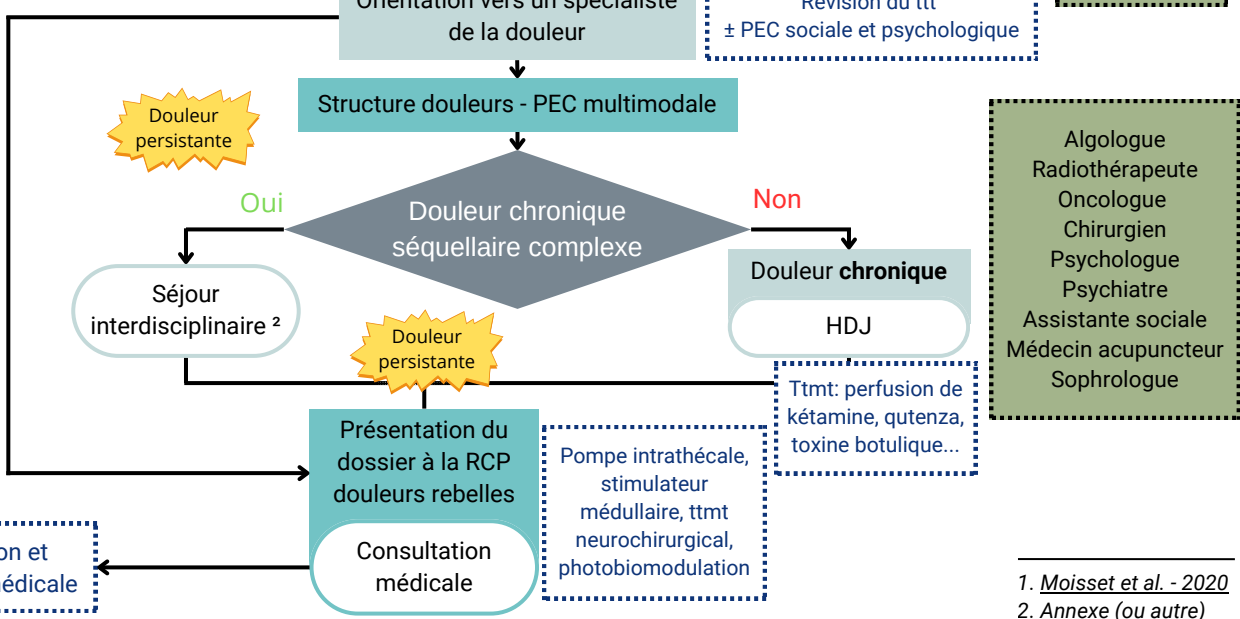 Orientation vers un spécialiste
de la douleur
Révision du ttt
± PEC sociale et psychologique
Structure douleurs - PEC multimodale
Douleur
persistante
Oui
Douleur chronique
séquellaire complexe
Non
Séjour
interdisciplinaire ²
Douleur chronique
HDJ
Douleur
persistante
Ttmt: perfusion de
kétamine, qutenza,
toxine botulique...
Algologue
Radiothérapeute
Oncologue
Chirurgien
Psychologue
Psychiatre
Assistante sociale
Médecin acupuncteur
Sophrologue
Présentation du
dossier à la RCP
douleurs rebelles
Consultation
médicale
Pompe intrathécale,
stimulateur
médullaire, ttmt
neurochirurgical,
photobiomodulation
on et
édicale
1. Moisset et al. - 2020
2. Annexe (ou autre)